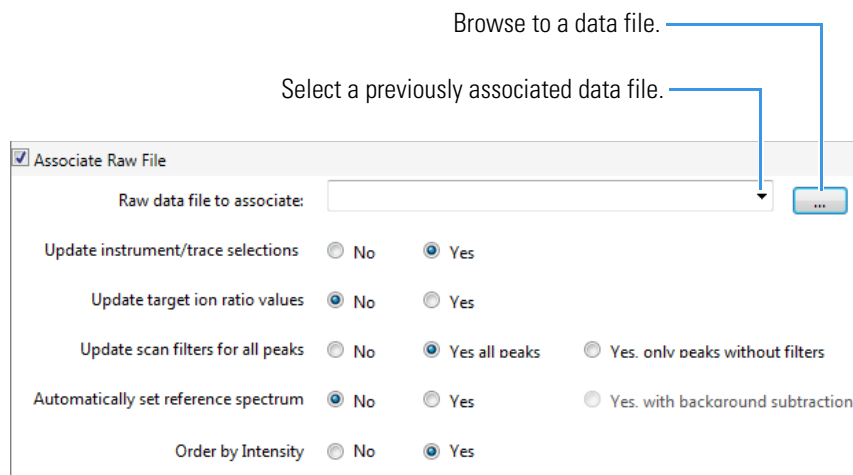 Browse to a data file.
Select a previously associated data file.
Associate Raw File
Raw data file to associate: ...
Update instrument/trace selections No Yes
Update target ion ratio values No Yes
Update scan filters for all peaks No Yes all peaks Yes, only peaks without filters
Automatically set reference spectrum No Yes Yes, with background subtraction
Order by Intensity No Yes